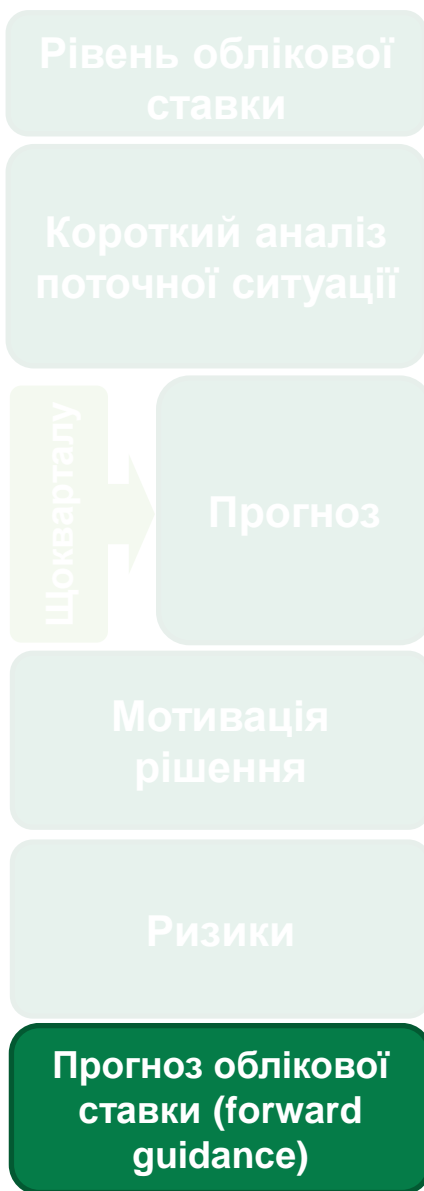 Рівень облікової
ставки
Короткий аналіз
поточної ситуації
Щокварталу
Прогноз
Мотивація
рішення
Ризики
Прогноз облікової
ставки (forward
guidance)